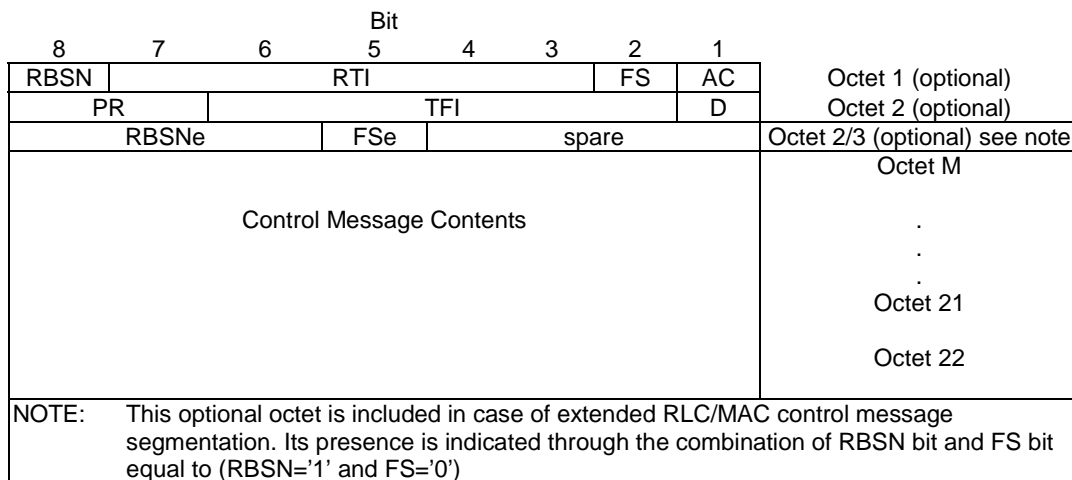 Bit
8 7 6 5 4 3 2 1
RBSN RTI FS AC Octet 1 (optional)
PR TFI D Octet 2 (optional)
RBSNe FSe spare Octet 2/3 (optional) see note
Octet M
Control Message Contents .
.
.
Octet 21
Octet 22
NOTE: This optional octet is included in case of extended RLC/MAC control message
segmentation. Its presence is indicated through the combination of RBSN bit and FS bit
equal to (RBSN='1' and FS='0')